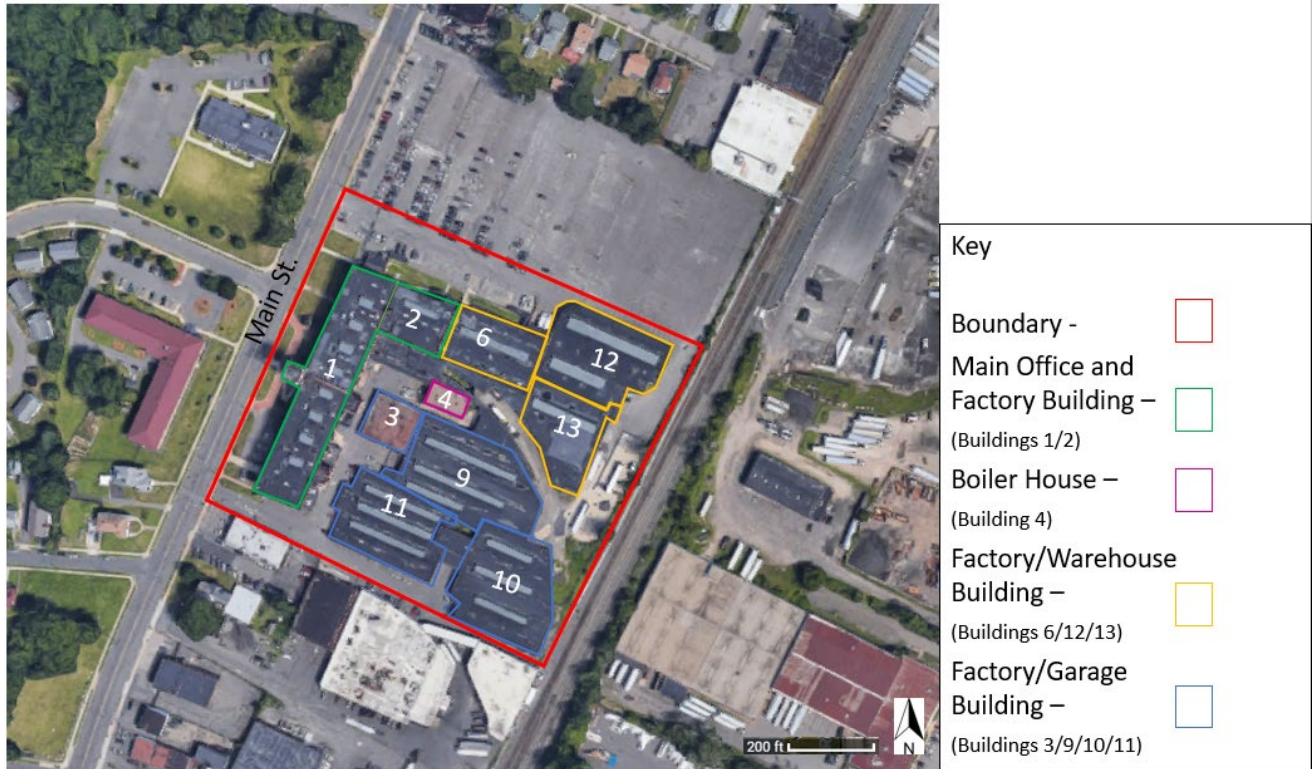 Main St.
1
2
6
12
3
4
13
9
11
10
200 ft
N
Key
Boundary -
Main Office and
Factory Building –
(Buildings 1/2)
Boiler House –
(Building 4)
Factory/Warehouse
Building –
(Buildings 6/12/13)
Factory/Garage
Building –
(Buildings 3/9/10/11)